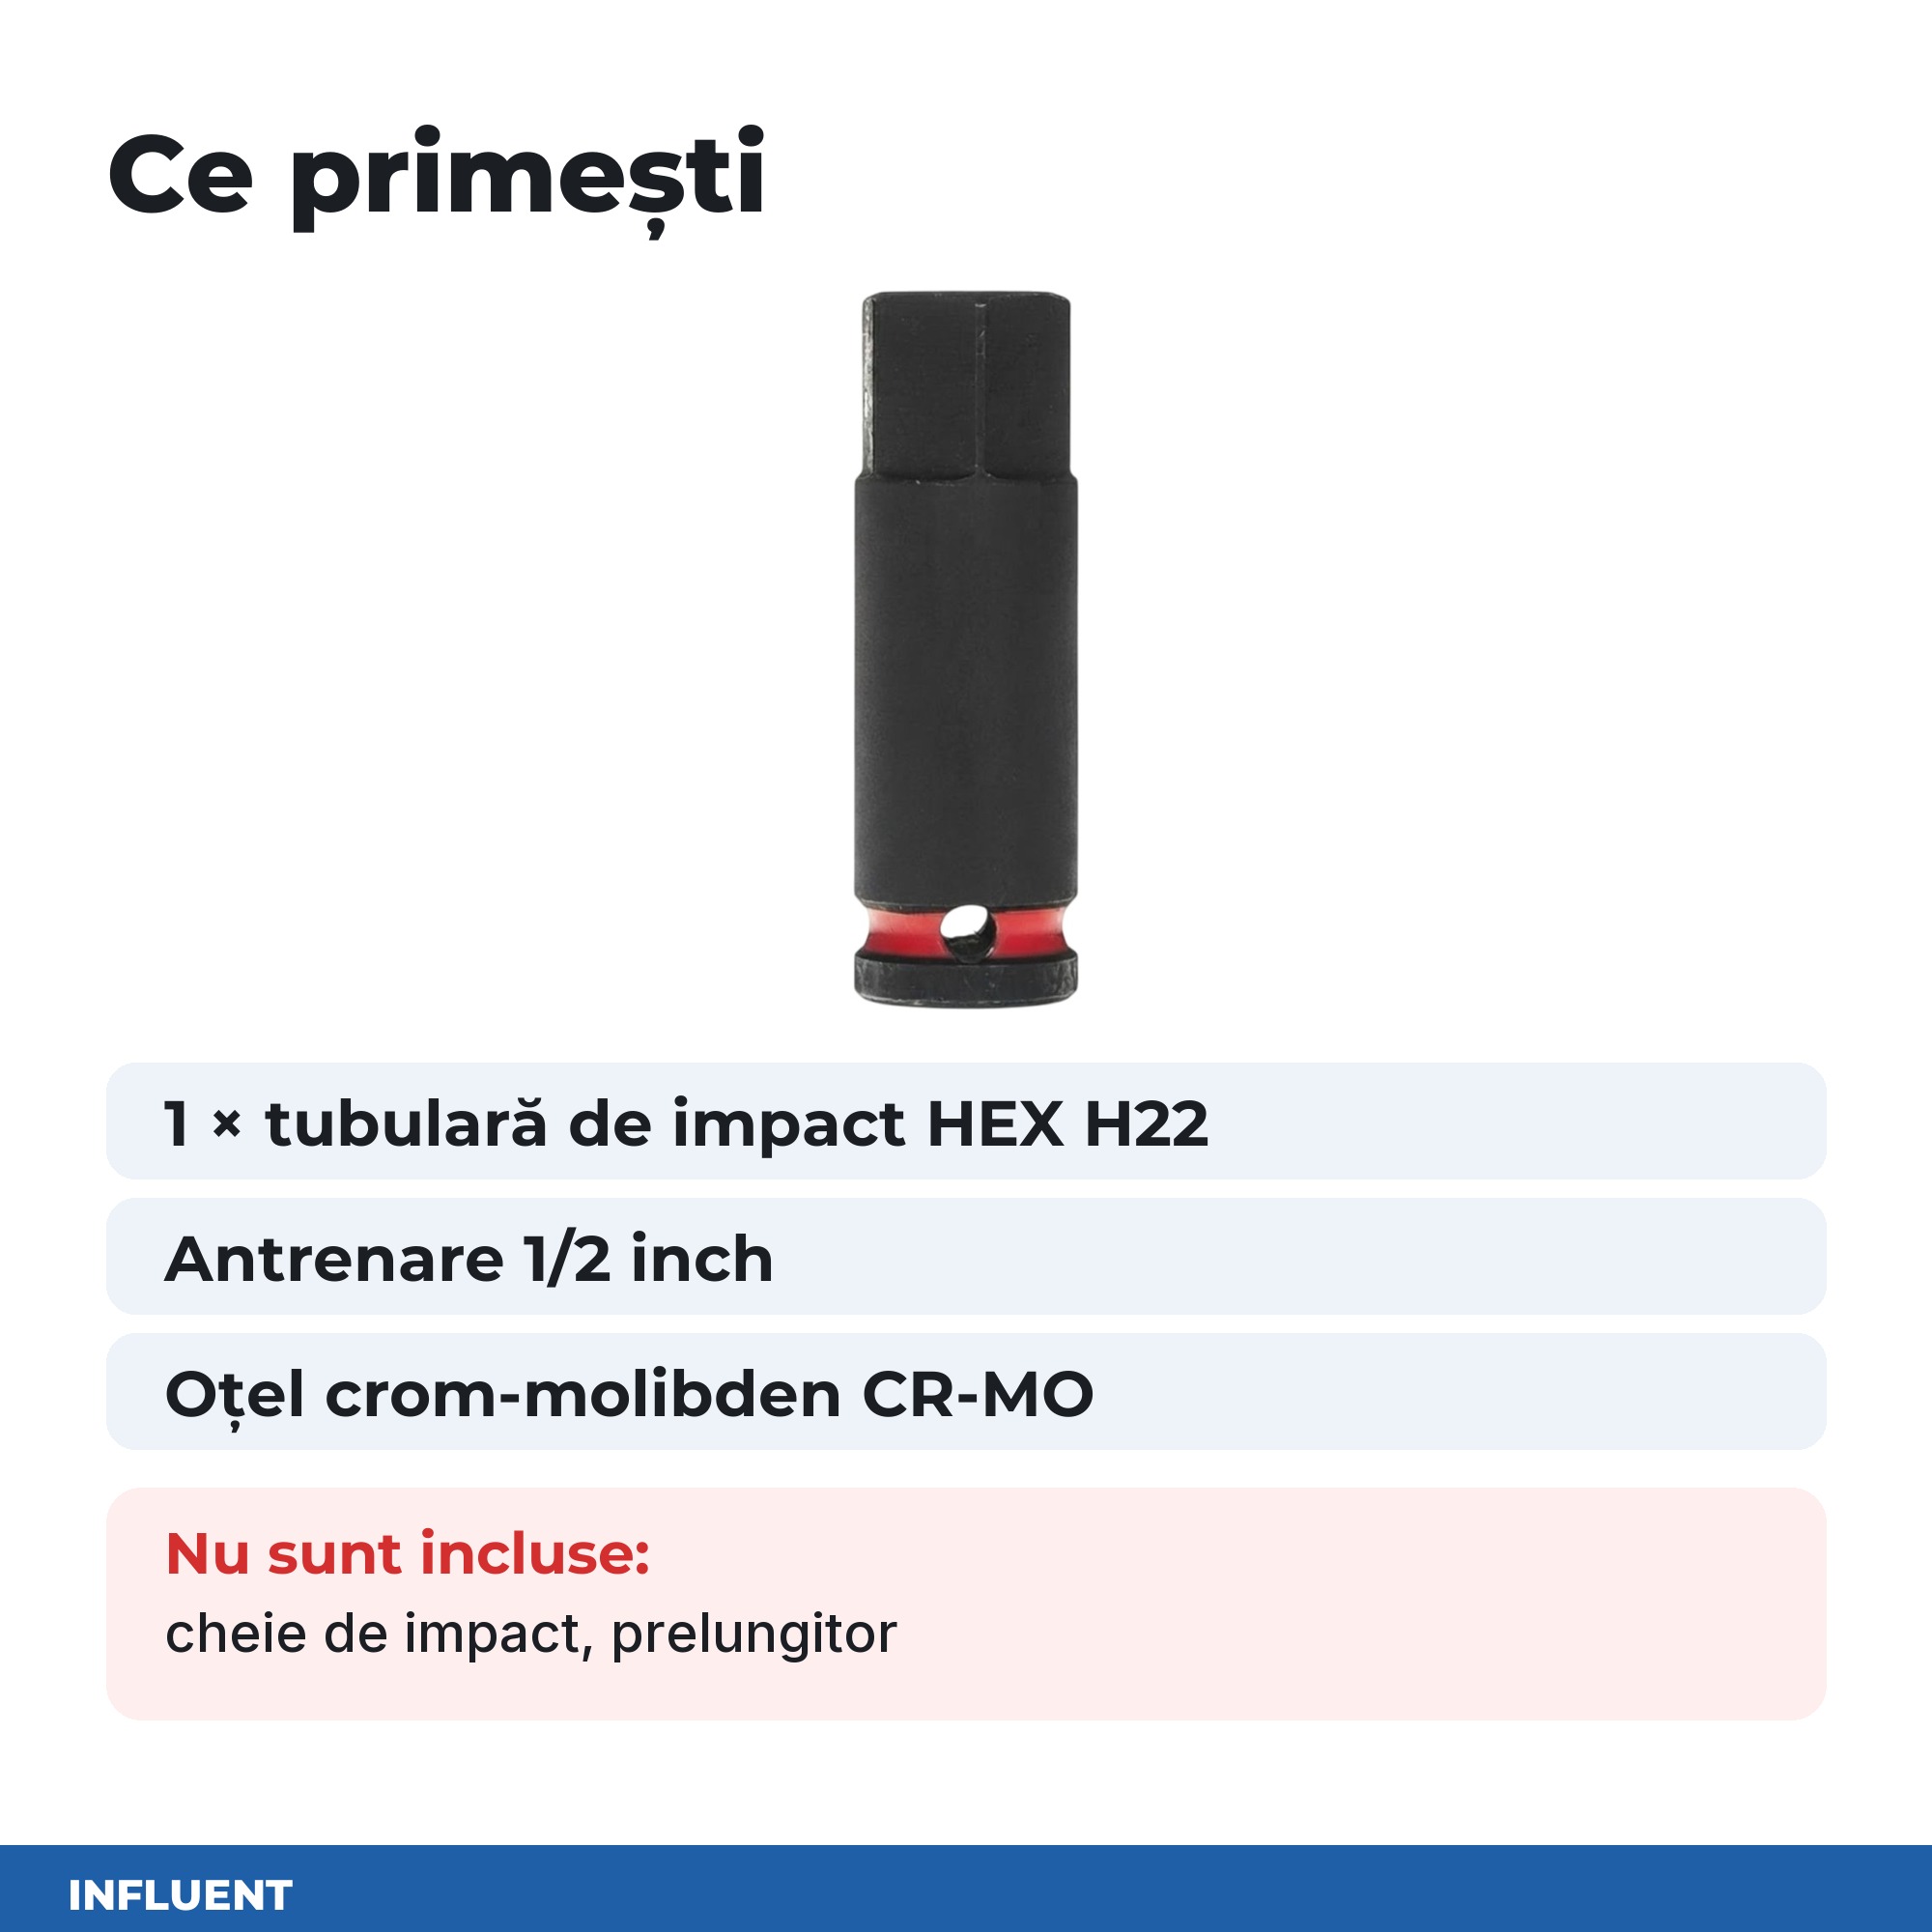 Ce primești
1 × tubulară de impact HEX H22
Antrenare 1/2 inch
Oțel crom-molibden CR-MO
Nu sunt incluse:
cheie de impact, prelungitor
INFLUENT